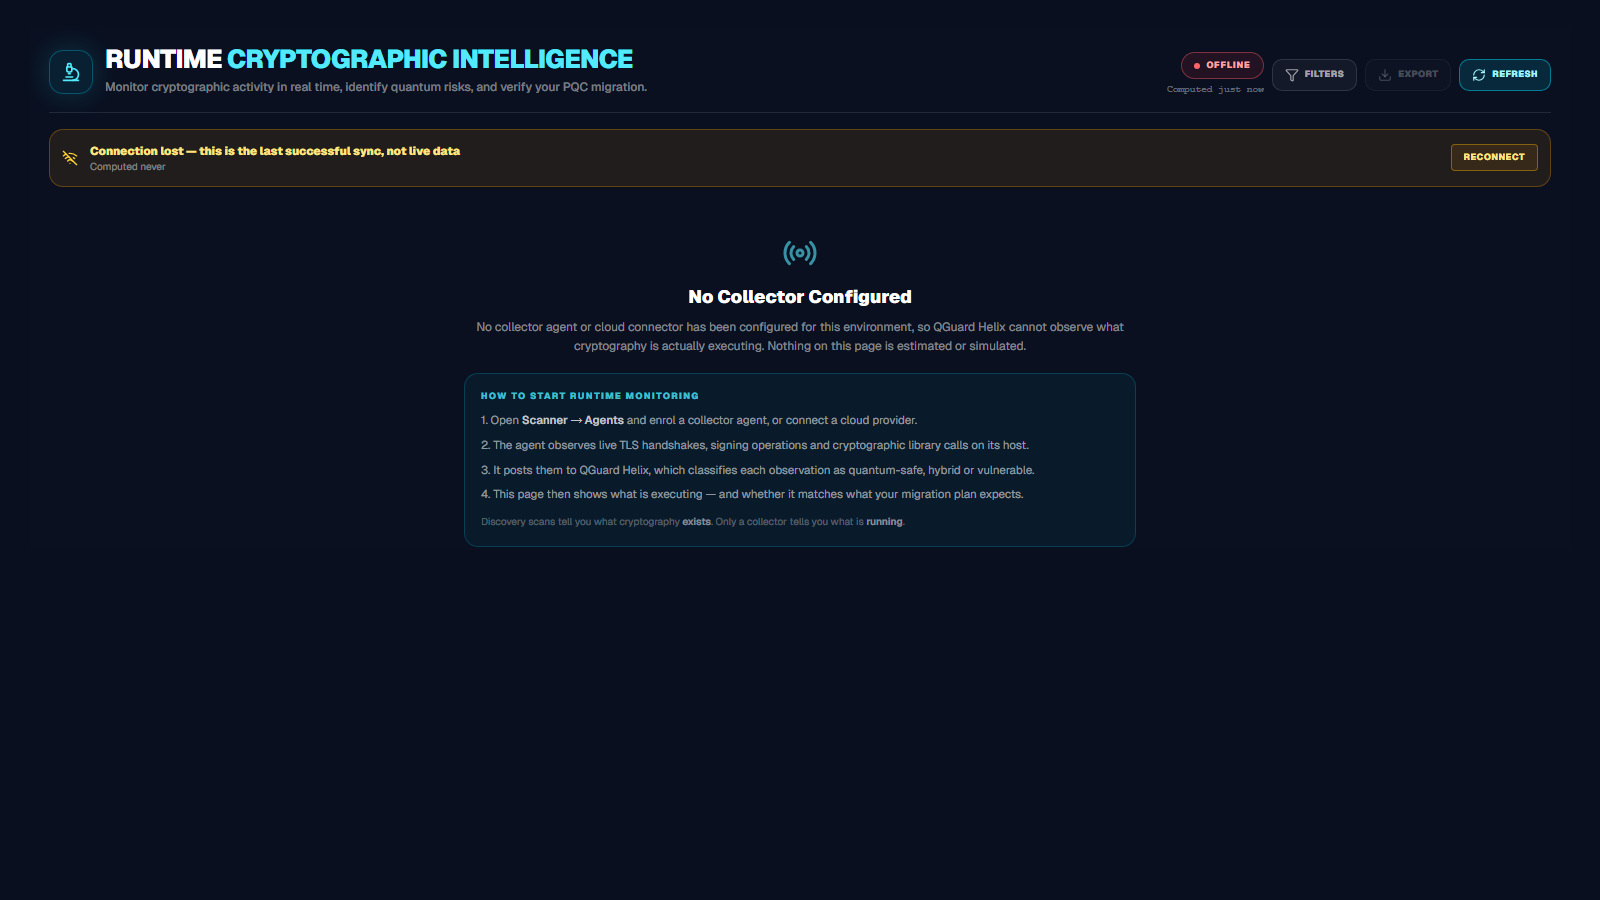 RUNTIME CRYPTOGRAPHIC INTELLIGENCE
Monitor cryptographic activity in real time, identify quantum risks, and verify your PQC migration.
OFFLINE
Computed just now
FILTERS
EXPORT
REFRESH
Connection lost — this is the last successful sync, not live data
Computed never
RECONNECT
No Collector Configured
No collector agent or cloud connector has been configured for this environment, so QGuard Helix cannot observe what
cryptography is actually executing. Nothing on this page is estimated or simulated.
HOW TO START RUNTIME MONITORING
1. Open Scanner → Agents and enrol a collector agent, or connect a cloud provider.
2. The agent observes live TLS handshakes, signing operations and cryptographic library calls on its host.
3. It posts them to QGuard Helix, which classifies each observation as quantum-safe, hybrid or vulnerable.
4. This page then shows what is executing — and whether it matches what your migration plan expects.
Discovery scans tell you what cryptography exists. Only a collector tells you what is running.